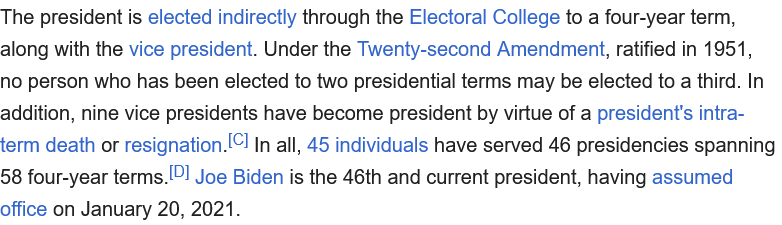 The president is elected indirectly through the Electoral College to a four-year term,
along with the vice president. Under the Twenty-second Amendment, ratified in 1951,
no person who has been elected to two presidential terms may be elected to a third. In
addition, nine vice presidents have become president by virtue of a president's intra-
term death or resignation.[C] In all, 45 individuals have served 46 presidencies spanning
58 four-year terms.[D] Joe Biden is the 46th and current president, having assumed
office on January 20, 2021.